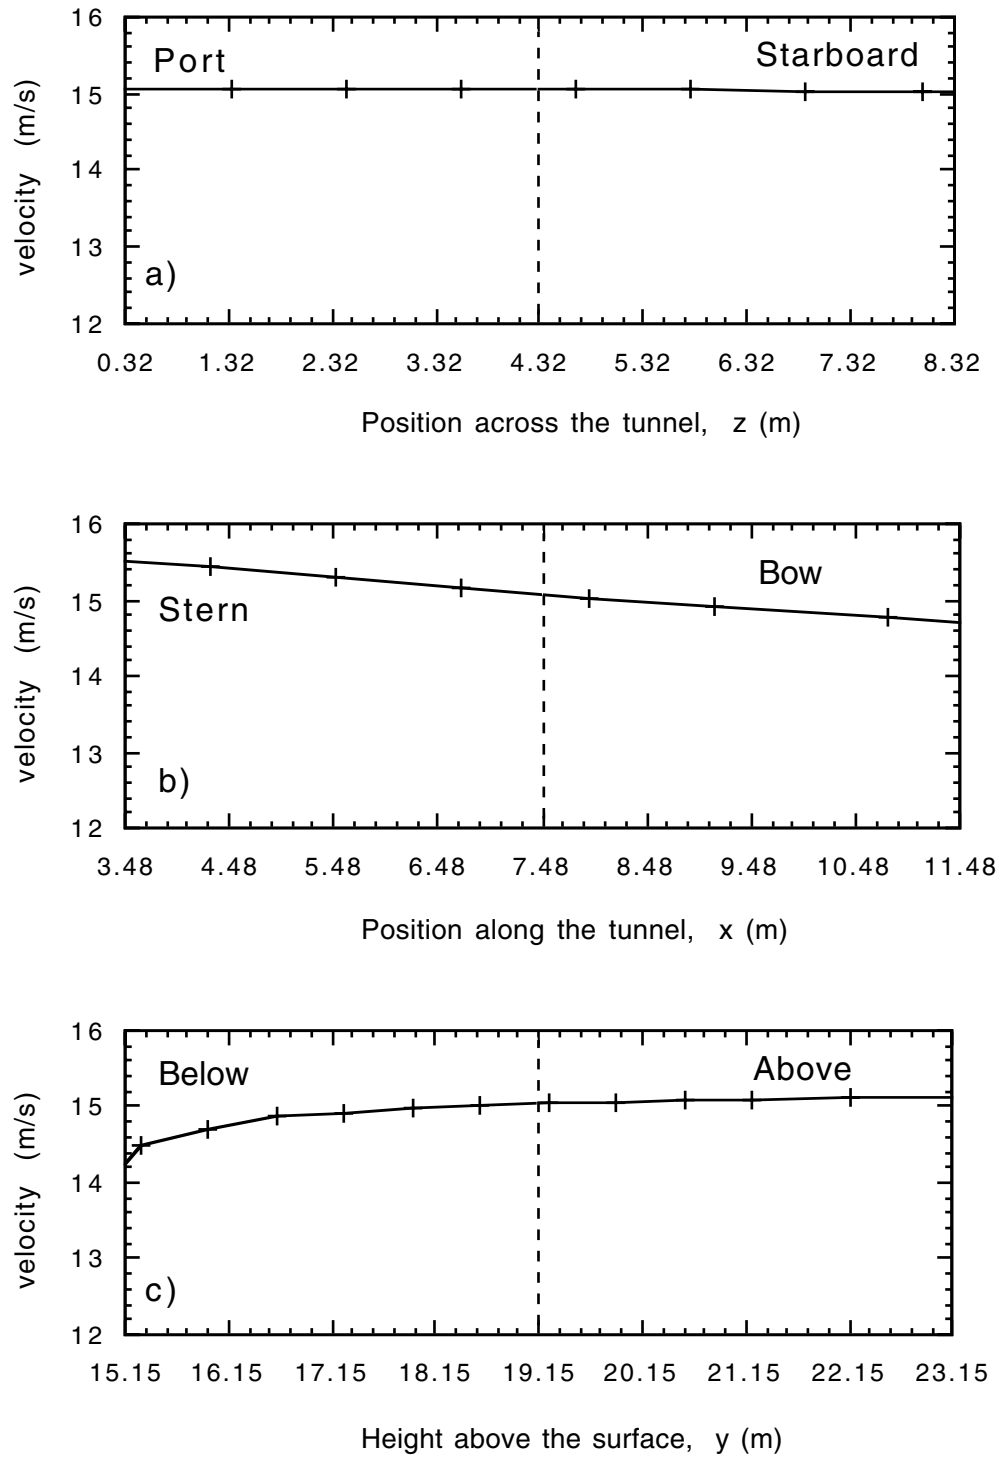 16
Port
Starboard
15
velocity (m/s)
14
13
a)
12
0.32 1.32 2.32 3.32 4.32 5.32 6.32 7.32 8.32
Position across the tunnel, z (m)
16
Bow
15
Stern
velocity (m/s)
14
13
b)
12
3.48 4.48 5.48 6.48 7.48 8.48 9.48 10.48 11.48
Position along the tunnel, x (m)
16
Below
Above
15
velocity (m/s)
14
13
c)
12
15.15 16.15 17.15 18.15 19.15 20.15 21.15 22.15 23.15
Height above the surface, y (m)